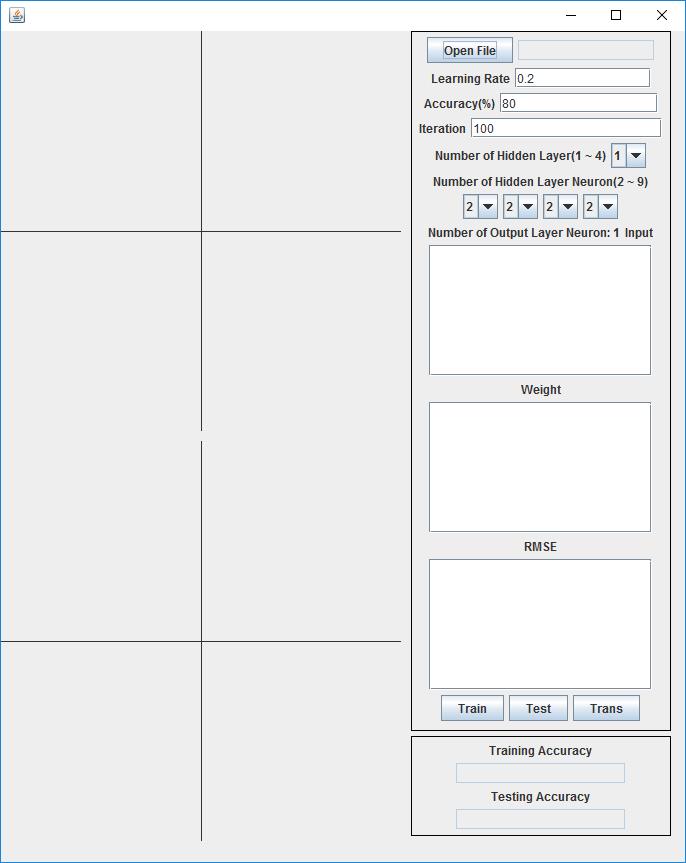 Open File
Learning Rate 0.2
Accuracy(%) 80
Iteration 100
Number of Hidden Layer(1 ~ 4) 1
Number of Hidden Layer Neuron(2 ~ 9)
2 2 2 2
Number of Output Layer Neuron: 1 Input
Weight
RMSE
Train Test Trans
Training Accuracy
Testing Accuracy